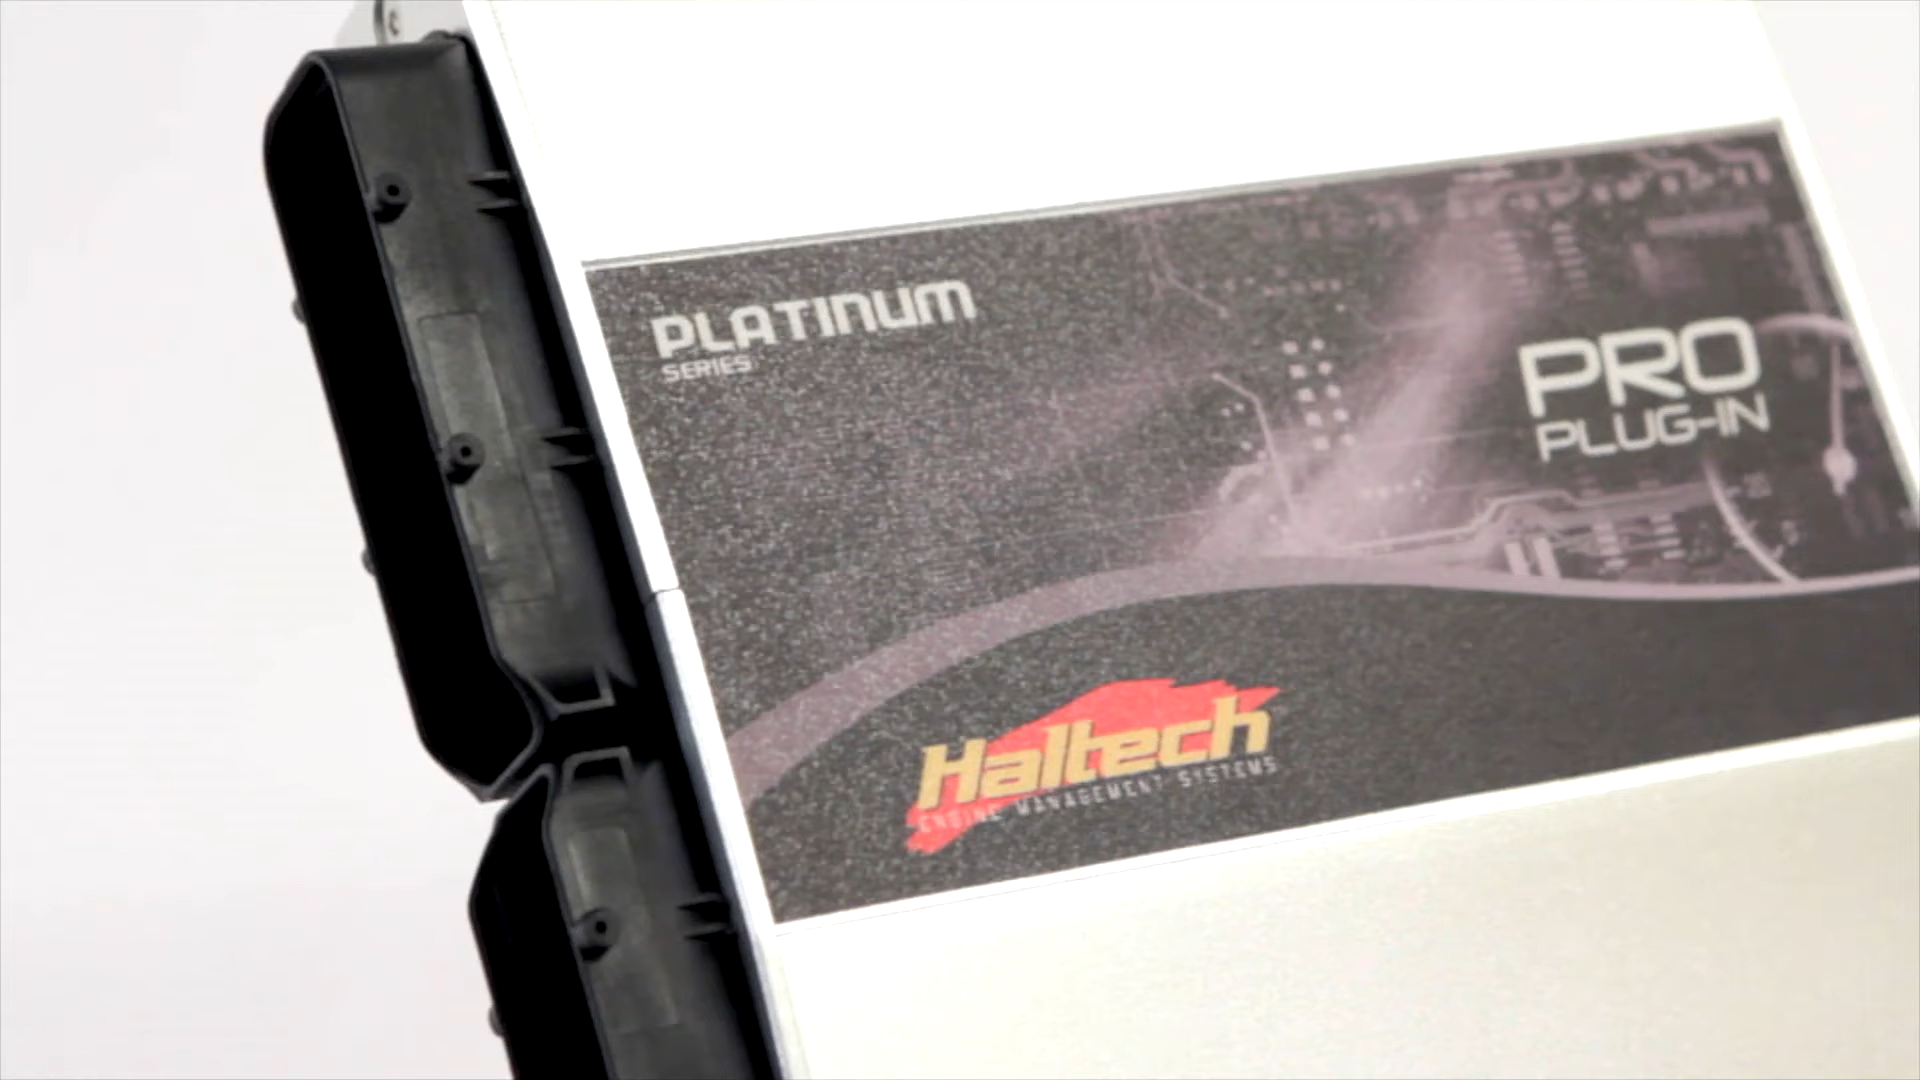 PLATINUM
SERIES
PRO
PLUG-IN
Haltech
ENGINE MANAGEMENT SYSTEMS